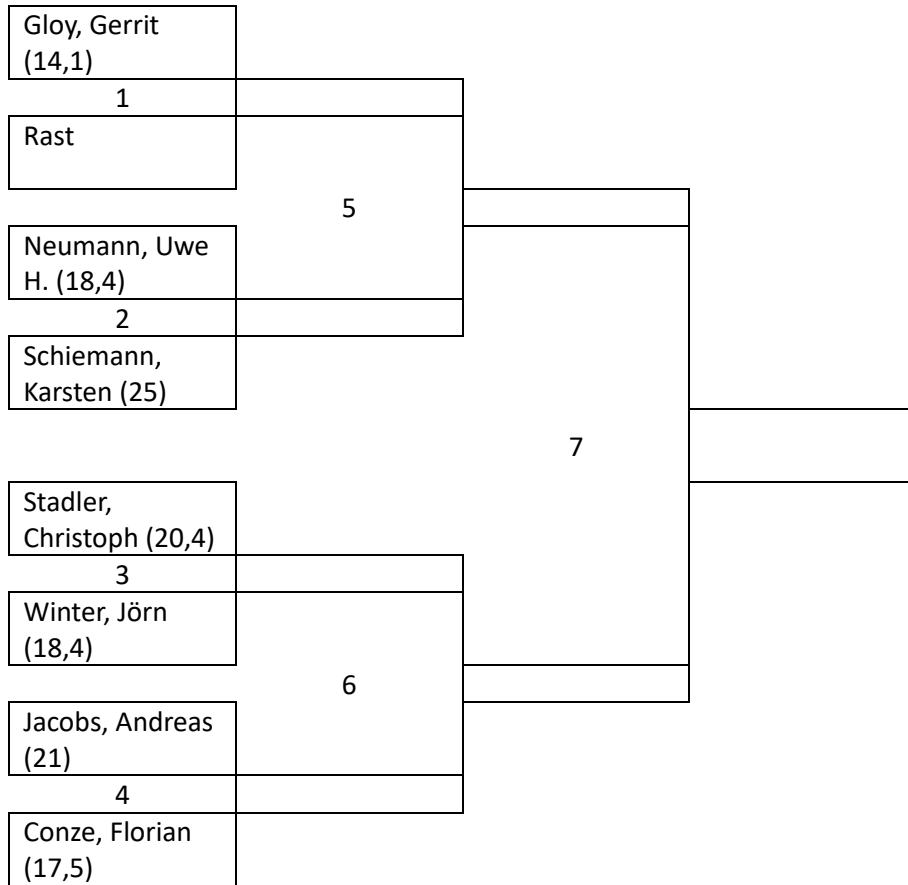 Gloy, Gerrit
(14,1)
1
Rast
5
Neumann, Uwe
H. (18,4)
2
Schiemann,
Karsten (25)
7
Stadler,
Christoph (20,4)
3
Winter, Jörn
(18,4)
6
Jacobs, Andreas
(21)
4
Conze, Florian
(17,5)